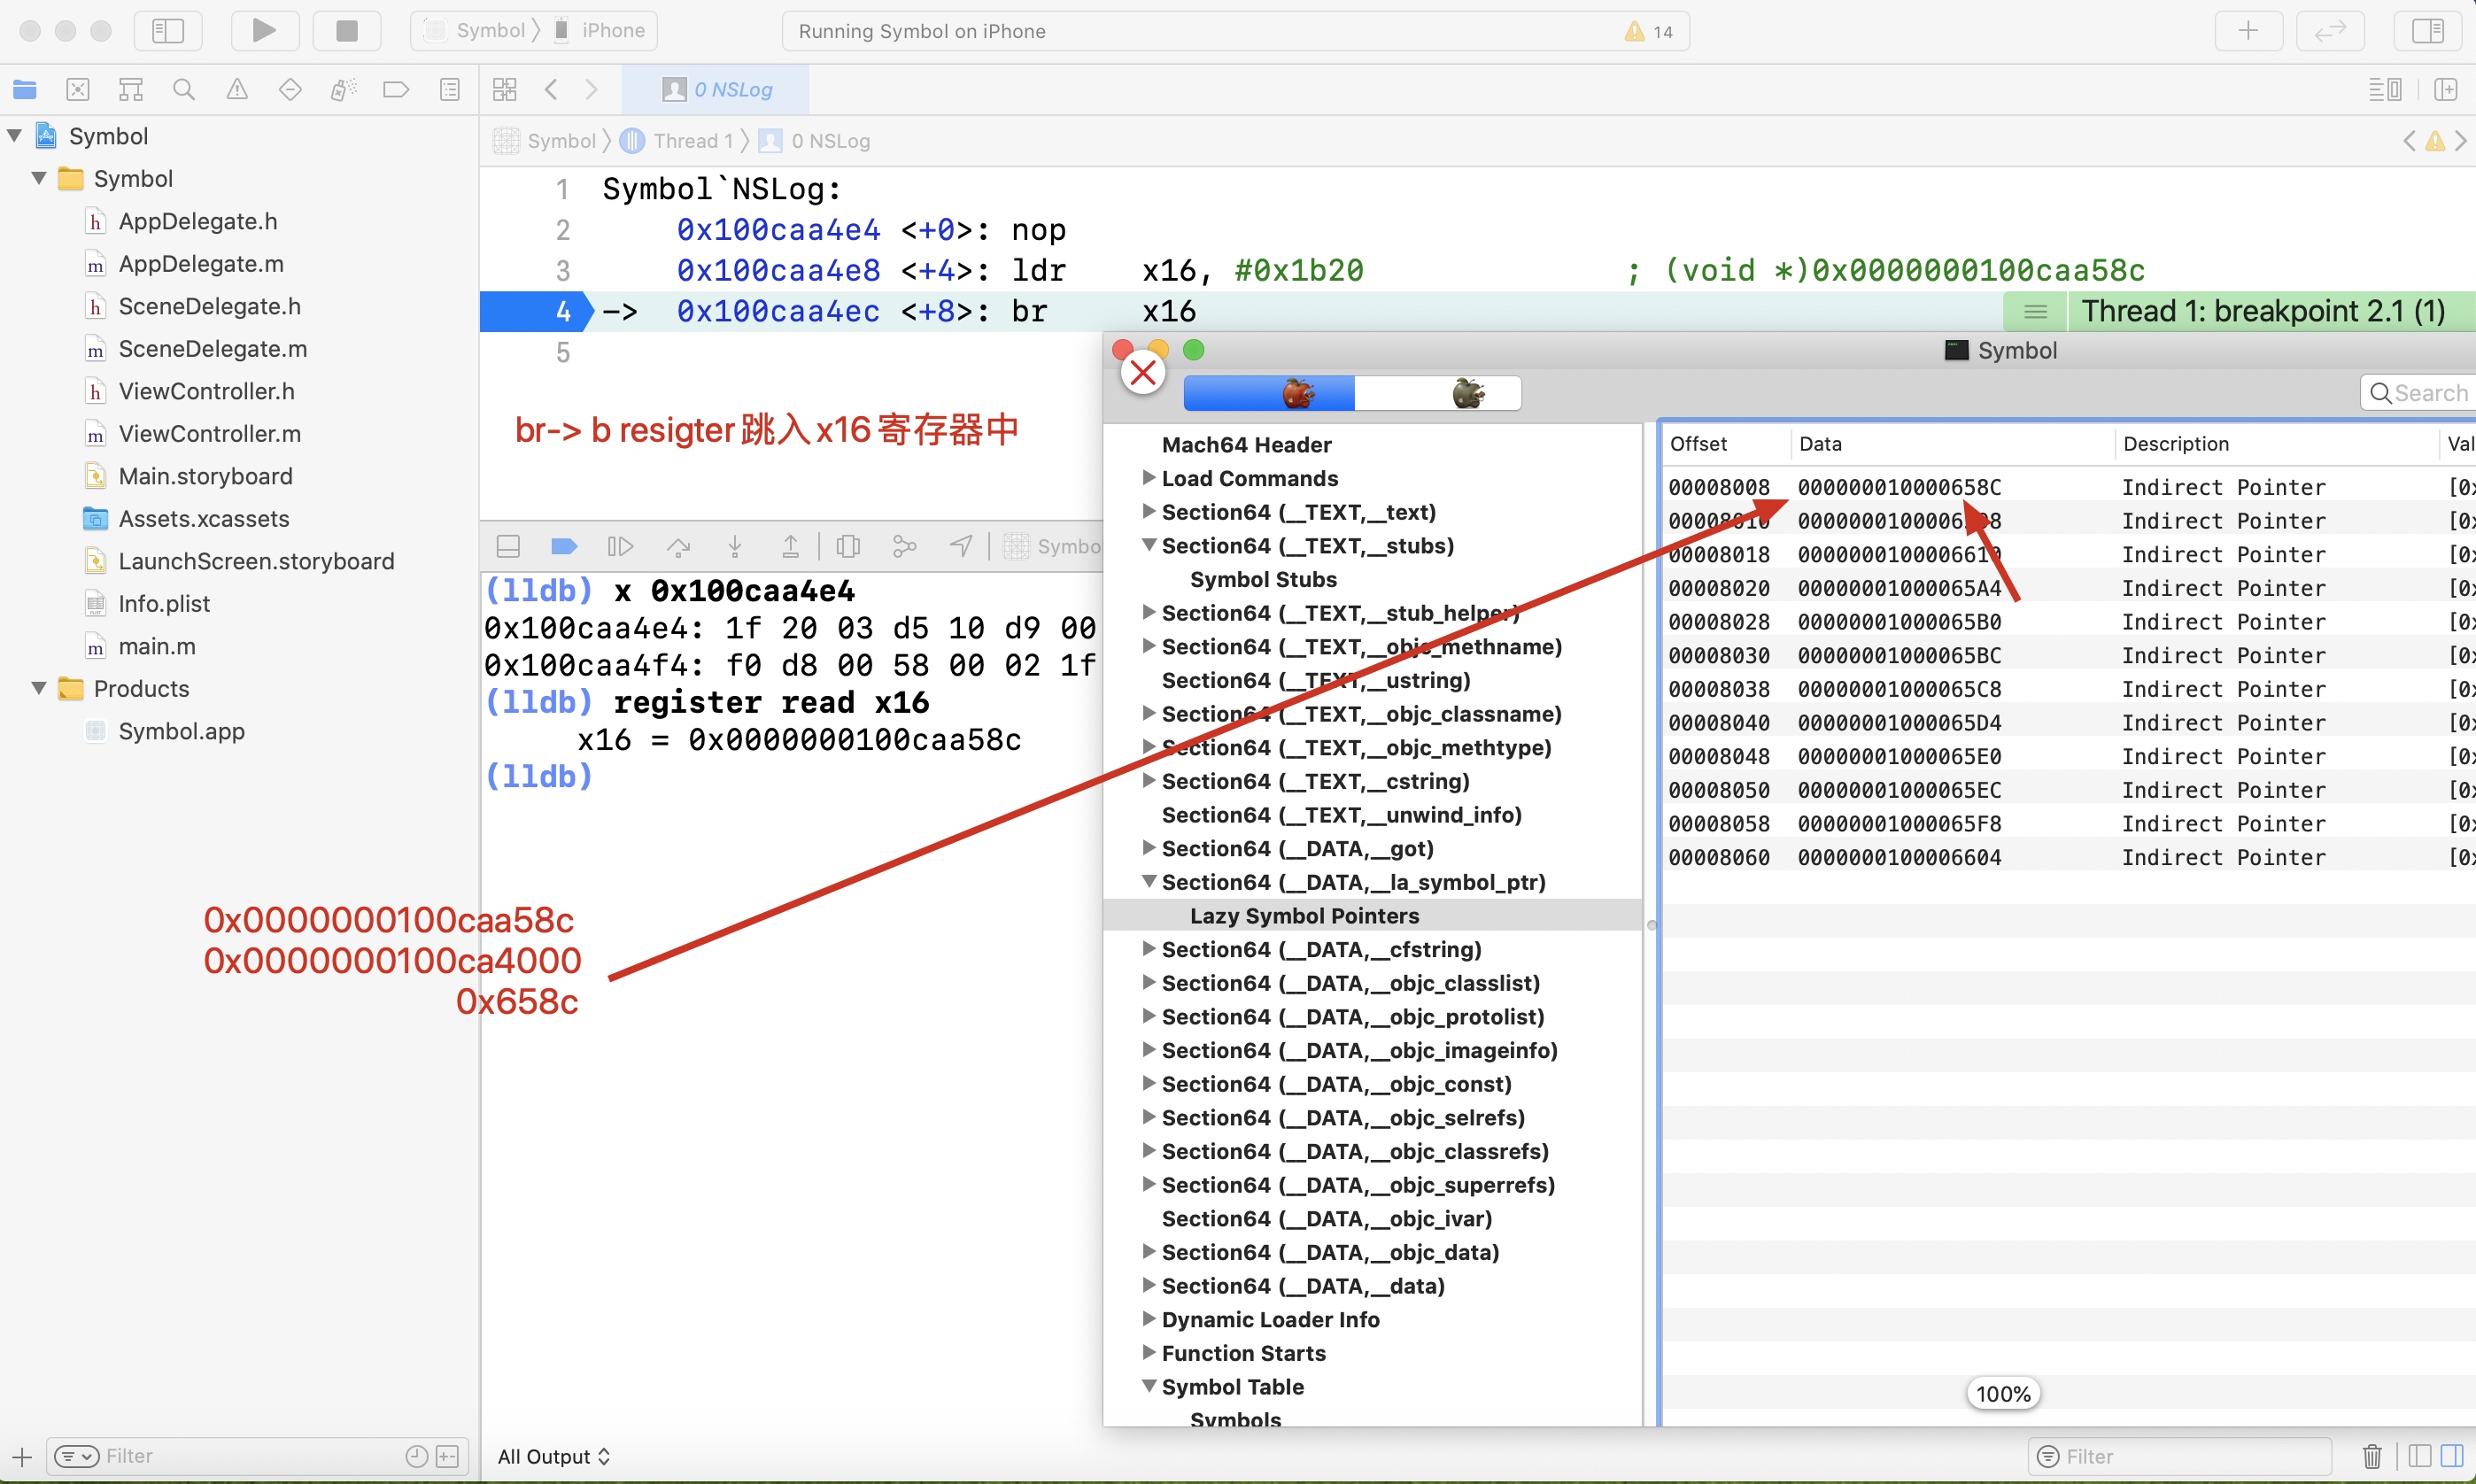 Symbol 〉 iPhone
Running Symbol on iPhone
14
0 NSLog
Symbol 〉 Thread 1 〉 0 NSLog
Symbol
Symbol
AppDelegate.h
AppDelegate.m
SceneDelegate.h
SceneDelegate.m
ViewController.h
ViewController.m
Main.storyboard
Assets.xcassets
LaunchScreen.storyboard
Info.plist
main.m
Products
Symbol.app
Filter
1 Symbol`NSLog:
2 0x100caa4e4 <+0>: nop
3 0x100caa4e8 <+4>: ldr x16, #0x1b20 ; (void *)0x0000000100caa58c
4 -> 0x100caa4ec <+8>: br x16
Thread 1: breakpoint 2.1 (1)
5
br-> b resigter跳入x16寄存器中
Symbo
(lldb) x 0x100caa4e4
0x100caa4e4: 1f 20 03 d5 10 d9 00
0x100caa4f4: f0 d8 00 58 00 02 1f
(lldb) register read x16
x16 = 0x0000000100caa58c
(lldb)
0x0000000100caa58c
0x0000000100ca4000
0x658c
All Output
Symbol
Search
Mach64 Header
Load Commands
Section64 (__TEXT,__text)
Section64 (__TEXT,__stubs)
Symbol Stubs
Section64 (__TEXT,__stub_helper)
Section64 (__TEXT,__objc_methname)
Section64 (__TEXT,__ustring)
Section64 (__TEXT,__objc_classname)
Section64 (__TEXT,__objc_methtype)
Section64 (__TEXT,__cstring)
Section64 (__TEXT,__unwind_info)
Section64 (__DATA,__got)
Section64 (__DATA,__la_symbol_ptr)
Lazy Symbol Pointers
Section64 (__DATA,__cfstring)
Section64 (__DATA,__objc_classlist)
Section64 (__DATA,__objc_protolist)
Section64 (__DATA,__objc_imageinfo)
Section64 (__DATA,__objc_const)
Section64 (__DATA,__objc_selrefs)
Section64 (__DATA,__objc_classrefs)
Section64 (__DATA,__objc_superrefs)
Section64 (__DATA,__objc_ivar)
Section64 (__DATA,__objc_data)
Section64 (__DATA,__data)
Dynamic Loader Info
Function Starts
Symbol Table
Symbols
Offset Data Description Val
00008008 000000010000658C Indirect Pointer [0x
00008010 Indirect Pointer [0x
00008018 0000000100006610 Indirect Pointer [0x
00008020 00000001000065A4 Indirect Pointer [0x
00008028 00000001000065B0 Indirect Pointer [0x
00008030 00000001000065BC Indirect Pointer [0x
00008038 00000001000065C8 Indirect Pointer [0x
00008040 00000001000065D4 Indirect Pointer [0x
00008048 00000001000065E0 Indirect Pointer [0x
00008050 00000001000065EC Indirect Pointer [0x
00008058 00000001000065F8 Indirect Pointer [0x
00008060 0000000100006604 Indirect Pointer [0x
100%
Filter